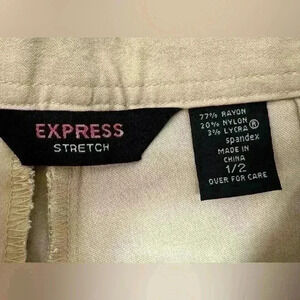 EXPRESS
STRETCH
77% RAYON
20% NYLON
3% LYCRA®
spandex
MADE IN
CHINA
1/2
OVER FOR CARE